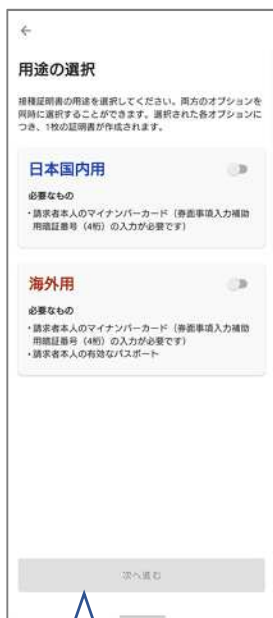 用途の選択
接種証明書の用途を選択してください。両方のオプションを
同時に選択することができます。選択された各オプションに
つき、1枚の証明書が作成されます。
日本国内用
必要なもの
・請求者本人のマイナンバーカード（券面事項入力補助
用暗証番号（4桁）の入力が必要です）
海外用
必要なもの
・請求者本人のマイナンバーカード（券面事項入力補助
用暗証番号（4桁）の入力が必要です）
・請求者本人の有効なパスポート
次へ進む